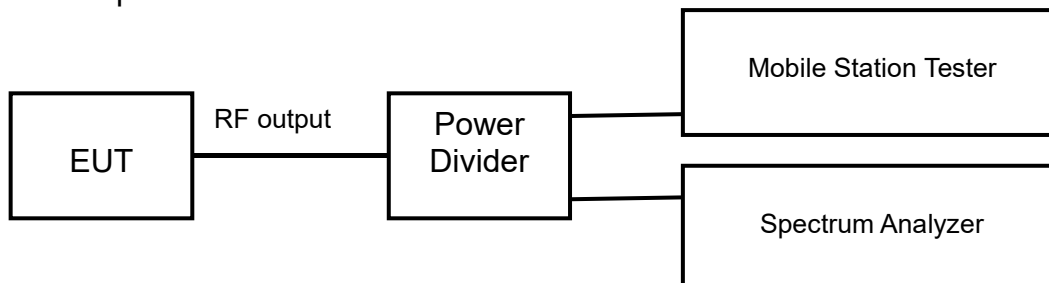 EUT
RF output
Power
Divider
Mobile Station Tester
Spectrum Analyzer